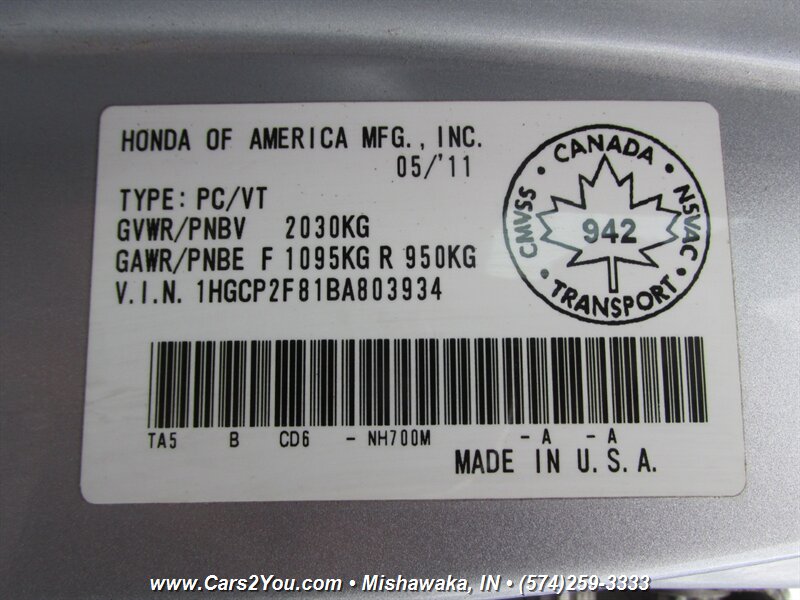 HONDA OF AMERICA MFG., INC.
05/'11
TYPE: PC/VT
GVWR/PNBV 2030KG
GAWR/PNBE F 1095KG R 950KG
V.I.N. 1HGCP2F81BA803934
CANADA
CMVSS
NSVAC
942
TRANSPORT
TA5 B CD6 - NH700M - A - A
MADE IN U.S.A.
www.Cars2You.com • Mishawaka, IN • (574)259-3333